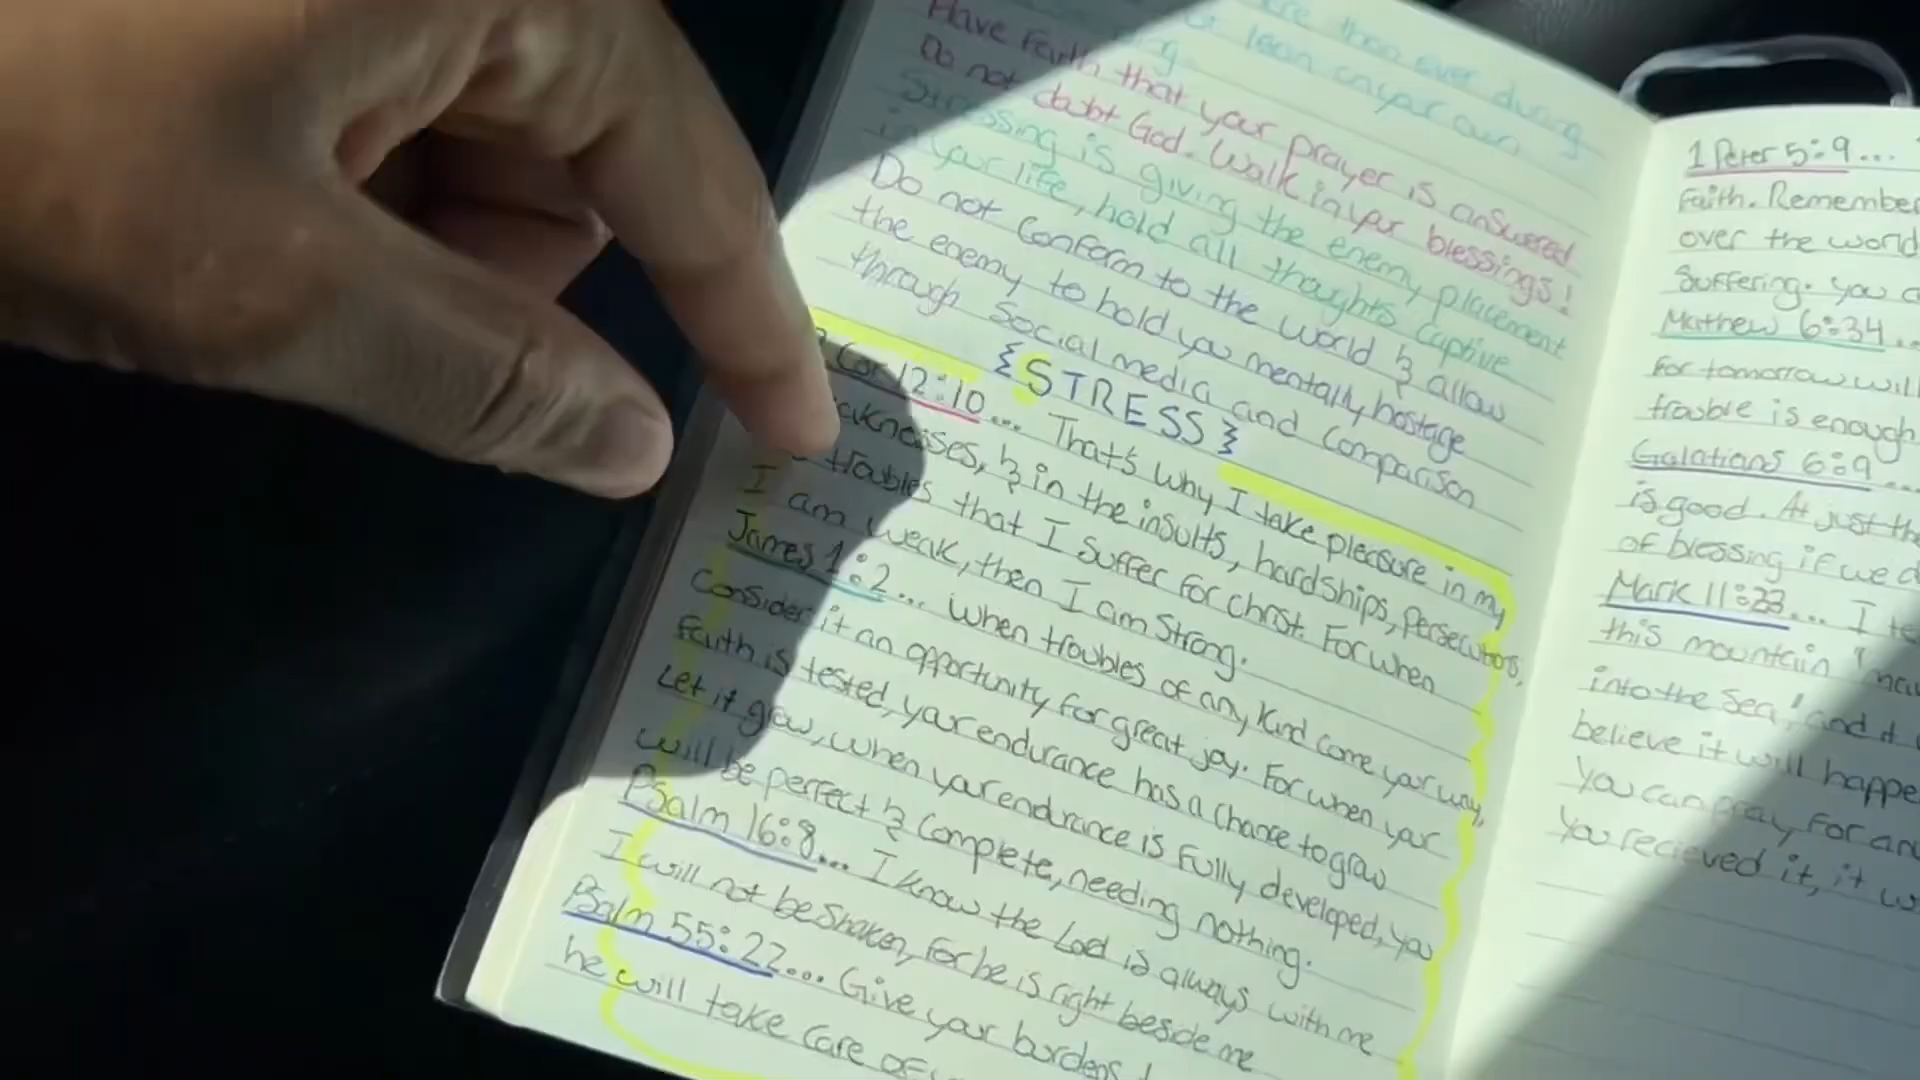 than ever during
lean on your own
Have Faith that your prayer is answered
Do not doubt God. Walk in your blessings!
Stressing is giving the enemy placement
in your life, hold all thoughts captive
Do not Conform to the world & allow
the enemy to hold you mentally hostage
through Social media and Comparison
{STRESS}
Cor 12:10... That's why I take pleasure in my
weaknesses, & in the insults, hardships, persecutions,
troubles that I suffer for christ. For when
I am weak, then I am Strong.
James 1:2... when troubles of any kind come your way,
Consider it an opportunity for great joy. For when your
Faith is tested, your endurance has a chance to grow
Let it grow, when your endurance is fully developed, you
will be perfect & Complete, needing nothing.
Psalm 16:8... I know the Lord is always with me
I will not be Shaken, for he is right beside me
Psalm 55:22... Give your burdens
he will take care of
1 Peter 5:9...
Faith. Remember
over the world
Suffering. you
Mathew 6:34...
For tomorrow will
trouble is enough
Galatians 6:9...
is good. At just the
of blessing if we
Mark 11:23... I
this mountain
into the Sea, and it
believe it will happe
You can pray for
You recieved it, it